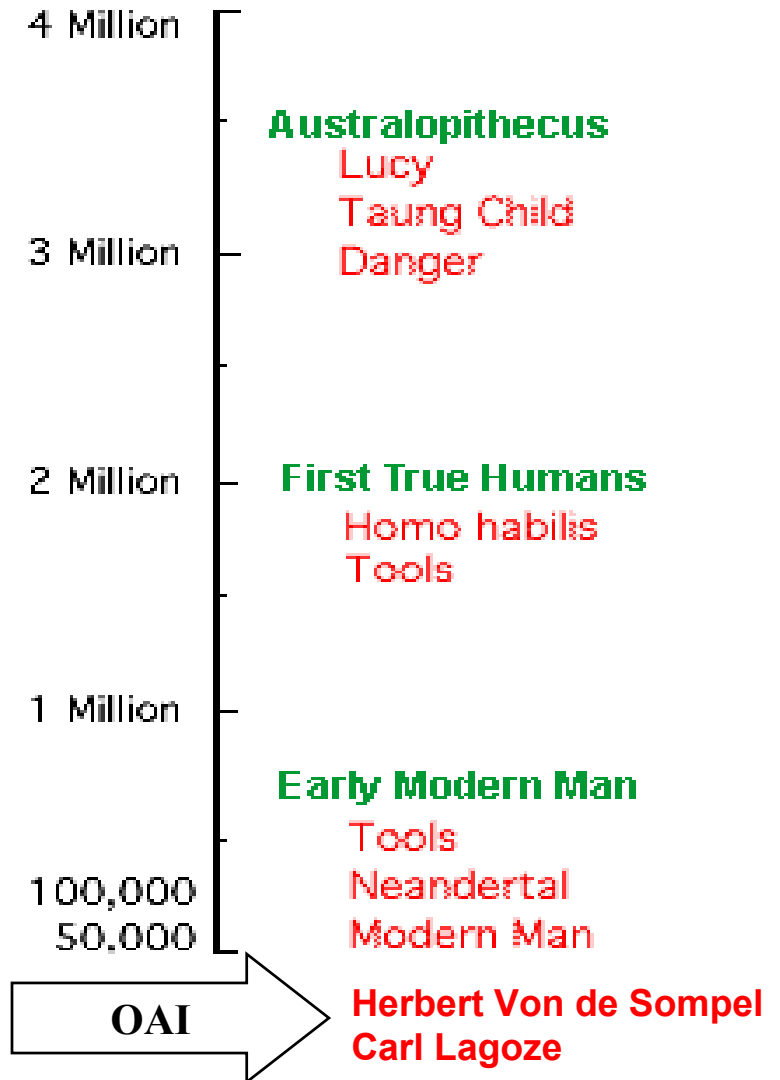 4 Million
Australopithecus
Lucy
Taung Child
3 Million
Danger
2 Million
First True Humans
Homo habilis
Tools
1 Million
Early Modern Man
Tools
100,000
Neandertal
50,000
Modern Man
OAI
Herbert Von de Sompel
Carl Lagoze